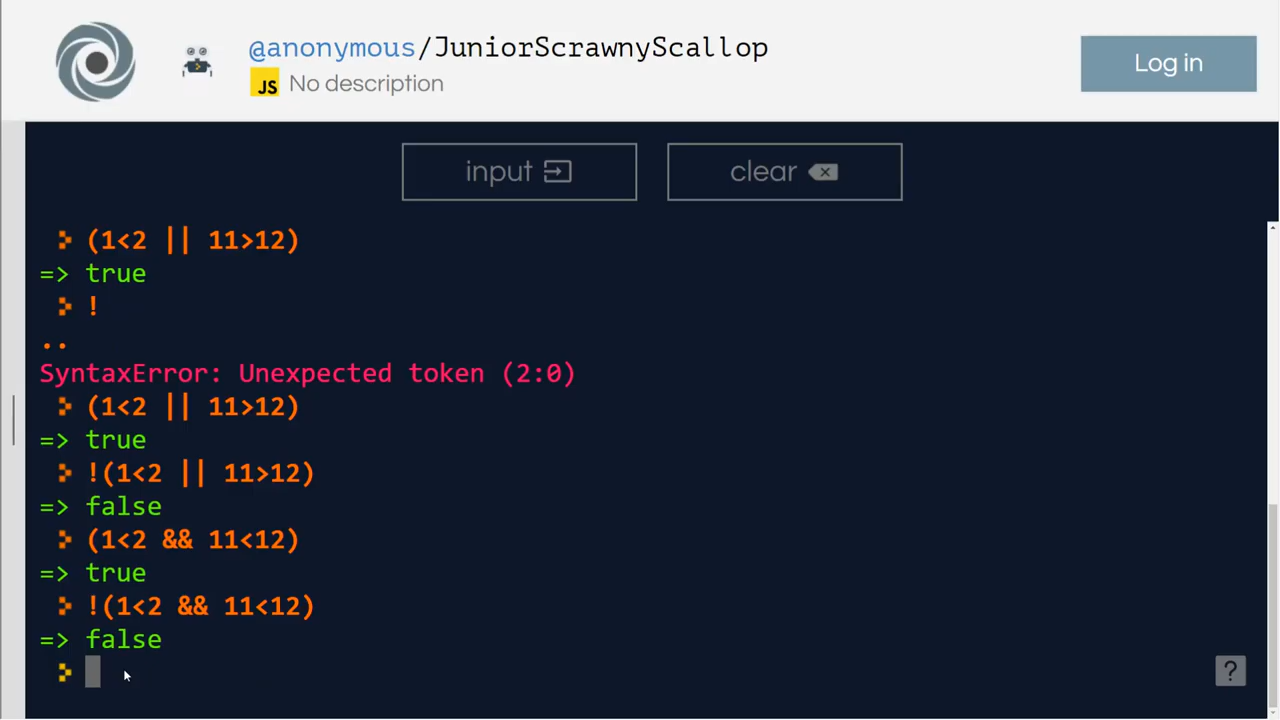 @anonymous/JuniorScrawnyScallop
JS No description
Log in
input
clear
(1<2 || 11>12)
=> true
!
..
SyntaxError: Unexpected token (2:0)
(1<2 || 11>12)
=> true
!(1<2 || 11>12)
=> false
(1<2 && 11<12)
=> true
!(1<2 && 11<12)
=> false
?